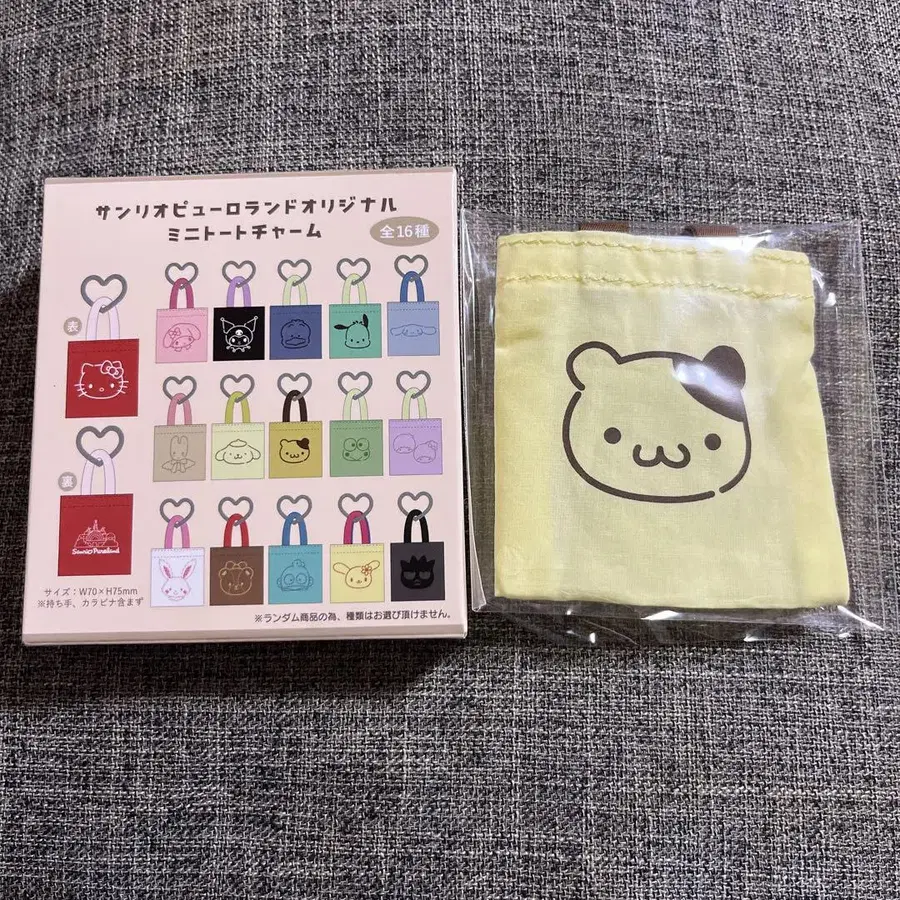 サンリオピューロランドオリジナル
ミニトートチャーム
全16種
表
裏
Sanrio Puroland
サイズ：W70×H75mm
※持ち手、カラビナ含まず
※ランダム商品の為、種類はお選び頂けません。